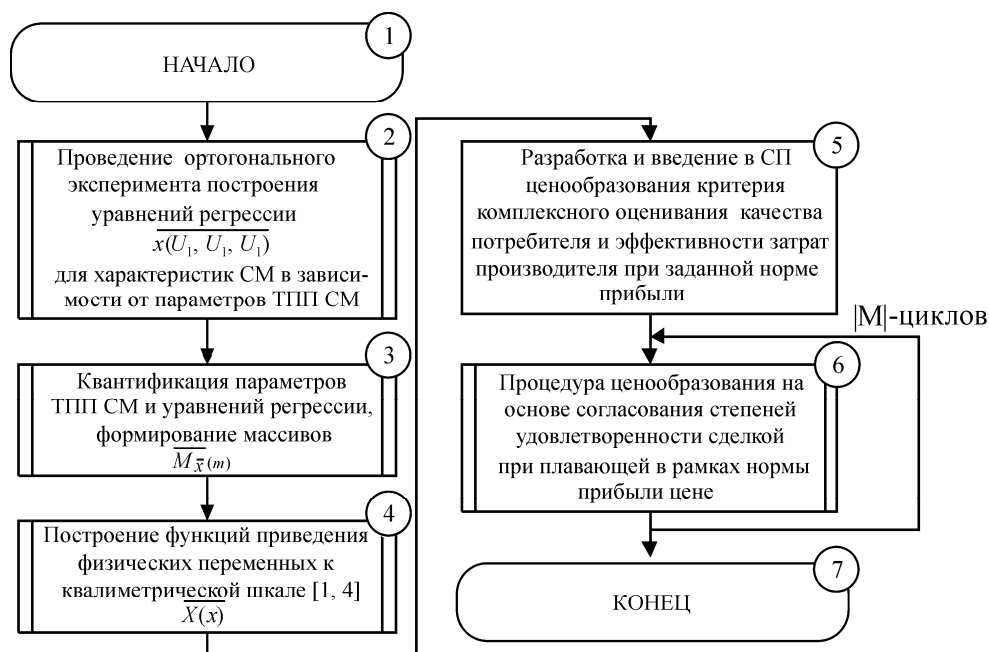 1
НАЧАЛО
2
Проведение ортогонального
эксперимента построения
уравнений регрессии
x(U₁, U₁, U₁)
для характеристик СМ в зависи-
мости от параметров ТПП СМ
3
Квантификация параметров
ТПП СМ и уравнений регрессии,
формирование массивов
M x̄ (m)
4
Построение функций приведения
физических переменных к
квалиметрической шкале [1, 4]
X(x)
5
Разработка и введение в СП
ценообразования критерия
комплексного оценивания качества
потребителя и эффективности затрат
производителя при заданной норме
прибыли
|М|-циклов
6
Процедура ценообразования на
основе согласования степеней
удовлетворенности сделкой
при плавающей в рамках нормы
прибыли цене
7
КОНЕЦ